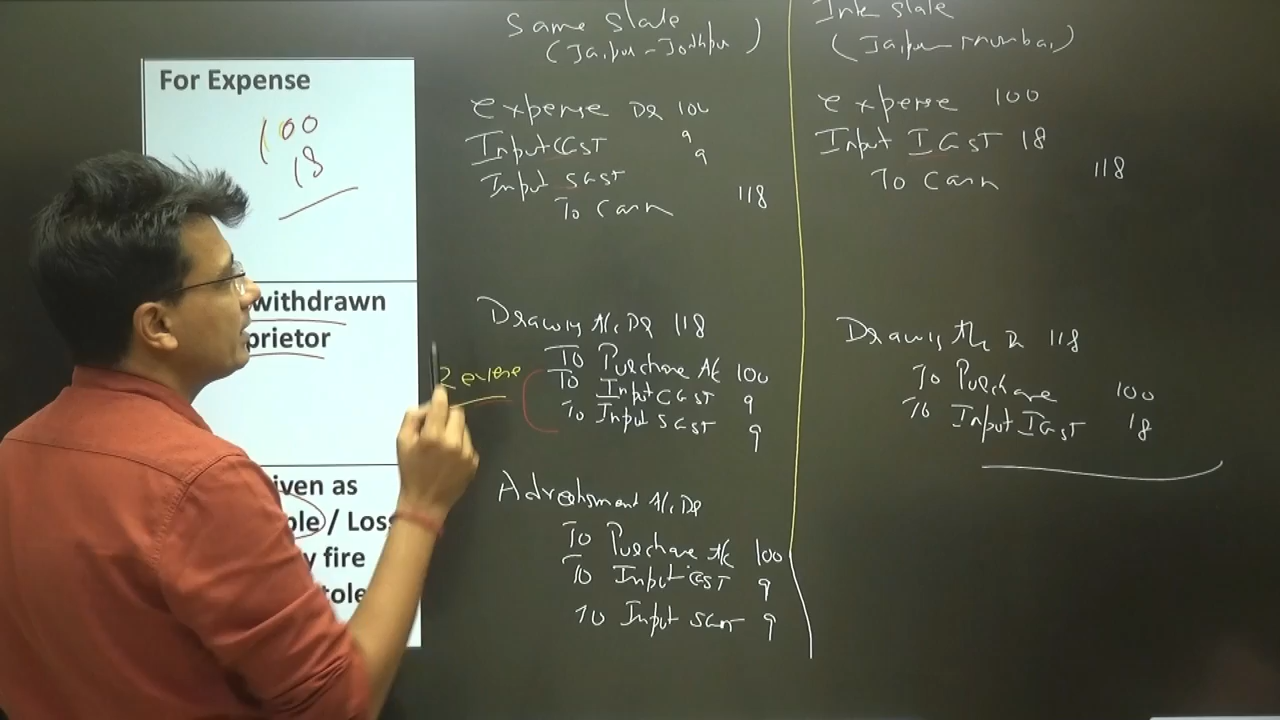 For Expense
100
18
withdrawn
prietor
iven as
ple / Loss
y fire
tole
Same State
(Jaipur - Jodhpur)
expense DR 100
Input CGST 9
Input SGST 9
To Cash 118
Drawing A/c DR 118
To Purchase A/c 100
To Input CGST 9
To Input SGST 9
Reverse
Advertisment A/c DR
To Purchase A/c 100
To Input CGST 9
To Input SGST 9
Inter State
(Jaipur - Mumbai)
expense 100
Input IGST 18
To Cash 118
Drawing A/c DR 118
To Purchase 100
To Input IGST 18